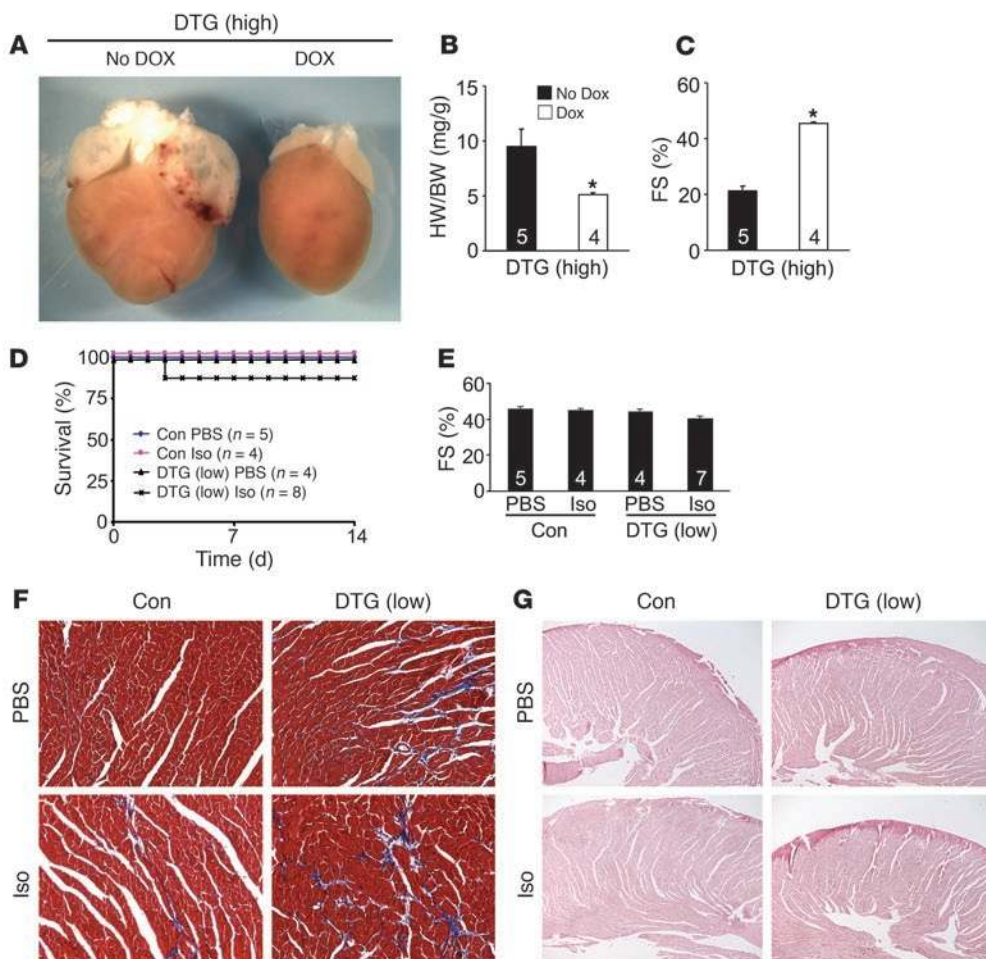 DTG (high)
A
No DOX
DOX
B
HW/BW (mg/g)
15
10
5
0
No Dox
Dox
*
5
4
DTG (high)
C
FS (%)
60
40
20
0
*
5
4
DTG (high)
D
Survival (%)
100
75
50
25
0
Con PBS (n = 5)
Con Iso (n = 4)
DTG (low) PBS (n = 4)
DTG (low) Iso (n = 8)
0
7
14
Time (d)
E
FS (%)
60
40
20
0
5
4
4
7
PBS
Iso
PBS
Iso
Con
DTG (low)
F
Con
DTG (low)
PBS
Iso
G
Con
DTG (low)
PBS
Iso